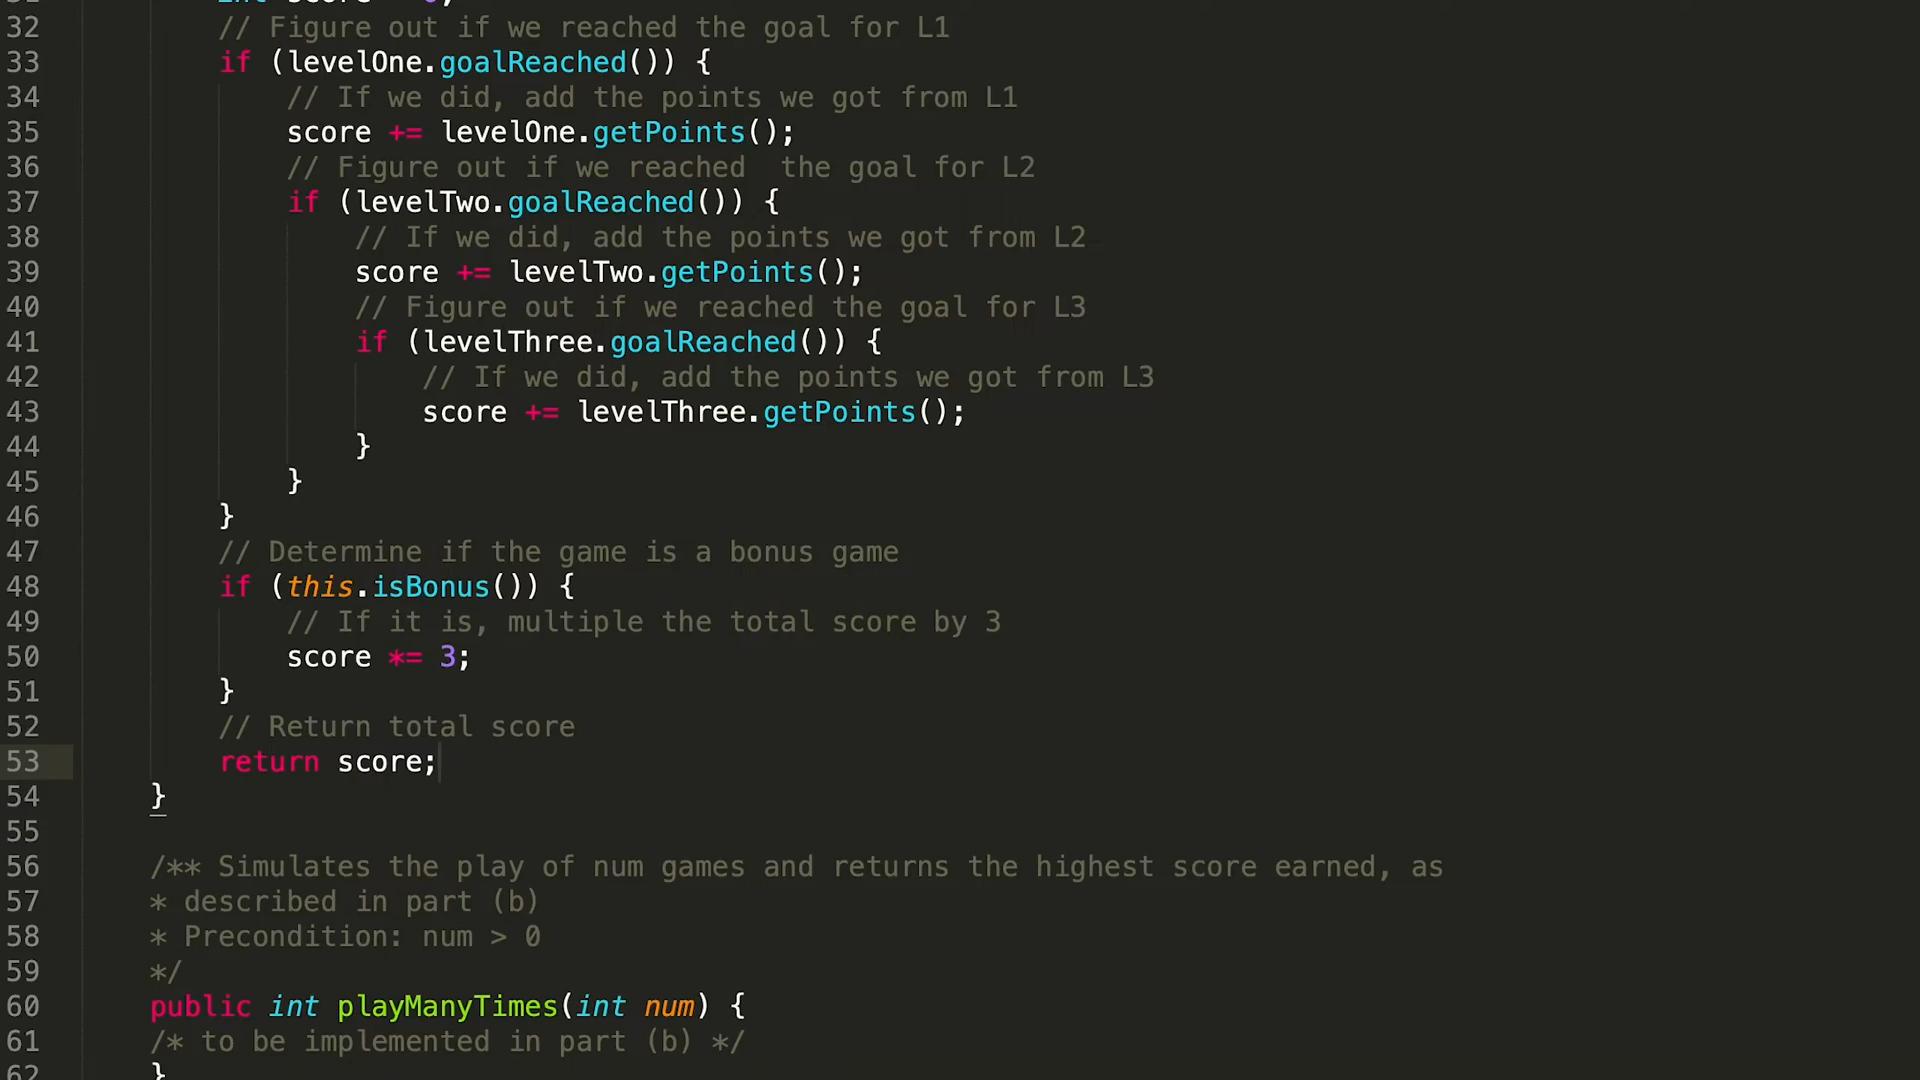 int score = 0;
32 // Figure out if we reached the goal for L1
33 if (levelOne.goalReached()) {
34 // If we did, add the points we got from L1
35 score += levelOne.getPoints();
36 // Figure out if we reached  the goal for L2
37 if (levelTwo.goalReached()) {
38 // If we did, add the points we got from L2
39 score += levelTwo.getPoints();
40 // Figure out if we reached the goal for L3
41 if (levelThree.goalReached()) {
42 // If we did, add the points we got from L3
43 score += levelThree.getPoints();
44 }
45 }
46 }
47 // Determine if the game is a bonus game
48 if (this.isBonus()) {
49 // If it is, multiple the total score by 3
50 score *= 3;
51 }
52 // Return total score
53 return score;
54 }
55
56 /** Simulates the play of num games and returns the highest score earned, as
57 * described in part (b)
58 * Precondition: num > 0
59 */
60 public int playManyTimes(int num) {
61 /* to be implemented in part (b) */
62 }